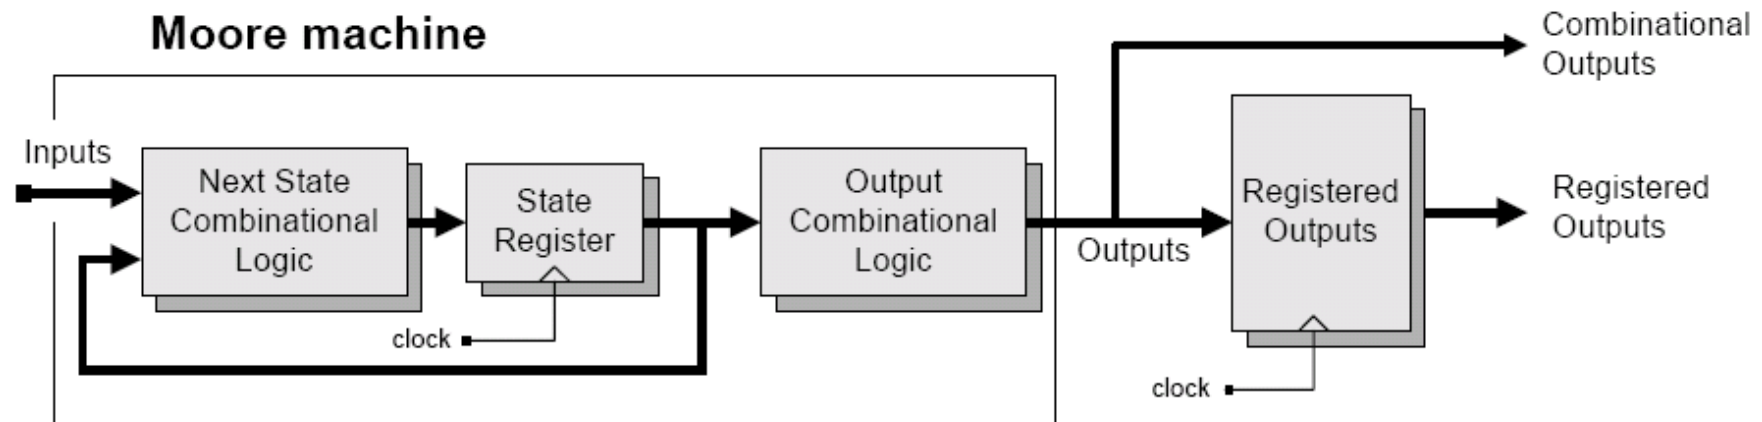 Moore machine
Combinational
Outputs
Inputs
Next State
Combinational
Logic
State
Register
Output
Combinational
Logic
Outputs
Registered
Outputs
Registered
Outputs
clock
clock